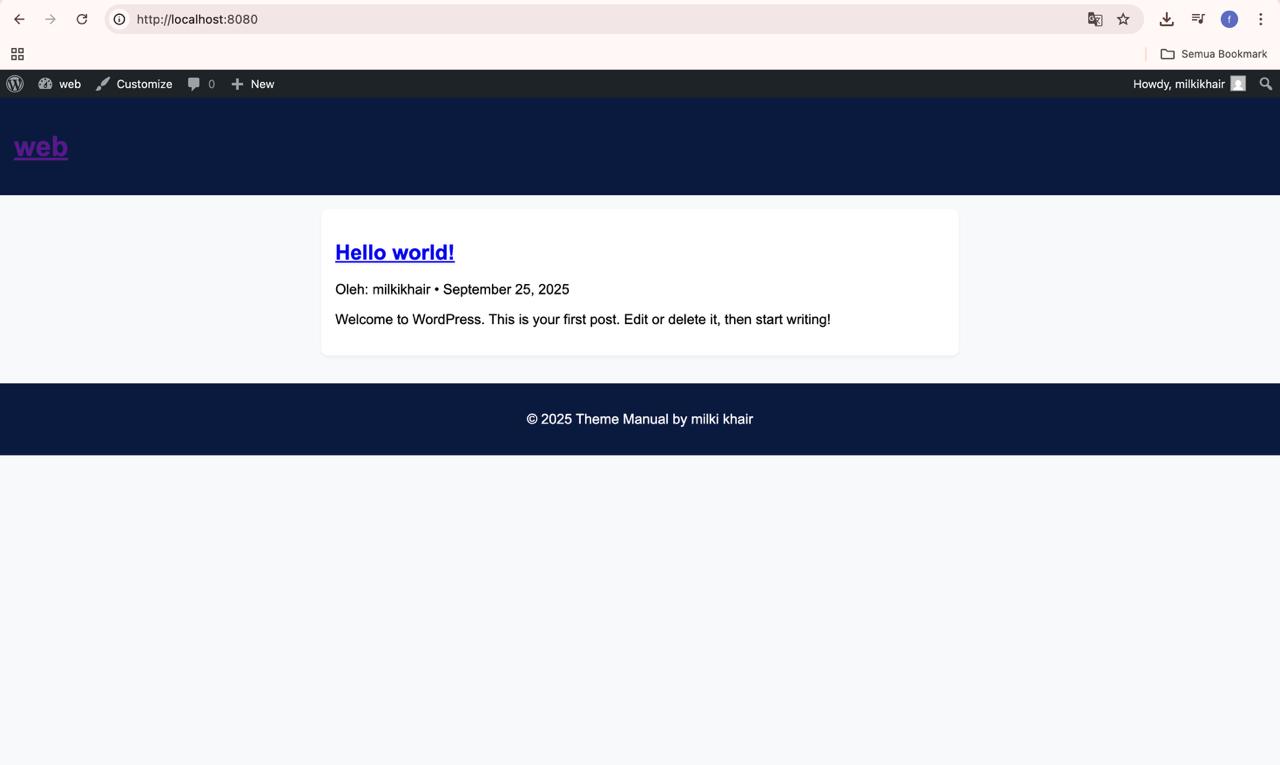 http://localhost:8080
f
Semua Bookmark
web Customize 0 New Howdy, milkikhair
web
Hello world!
Oleh: milkikhair • September 25, 2025
Welcome to WordPress. This is your first post. Edit or delete it, then start writing!
© 2025 Theme Manual by milki khair